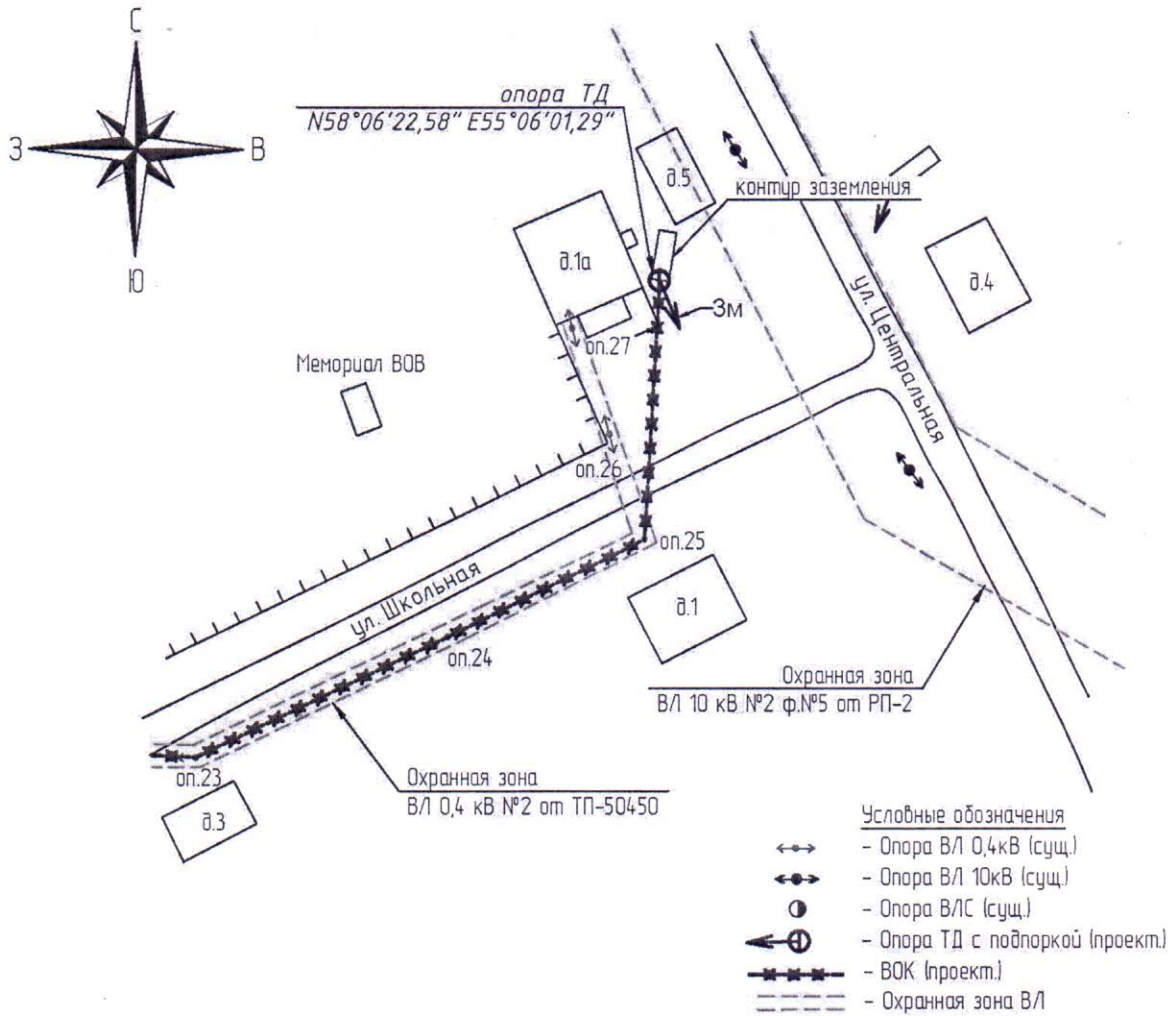 С
З
В
Ю
опора ТД
N58°06'22,58" E55°06'01,29"
д.5
контур заземления
д.1а
д.4
ул. Центральная
3м
оп.27
Мемориал ВОВ
оп.26
оп.25
ул. Школьная
д.1
оп.24
Охранная зона
ВЛ 10 кВ №2 ф.№5 от РП-2
оп.23
Охранная зона
ВЛ 0,4 кВ №2 от ТП-50450
д.3
Условные обозначения
- Опора ВЛ 0,4кВ (сущ.)
- Опора ВЛ 10кВ (сущ.)
- Опора ВЛС (сущ.)
- Опора ТД с подпоркой (проект.)
- ВОК (проект.)
- Охранная зона ВЛ